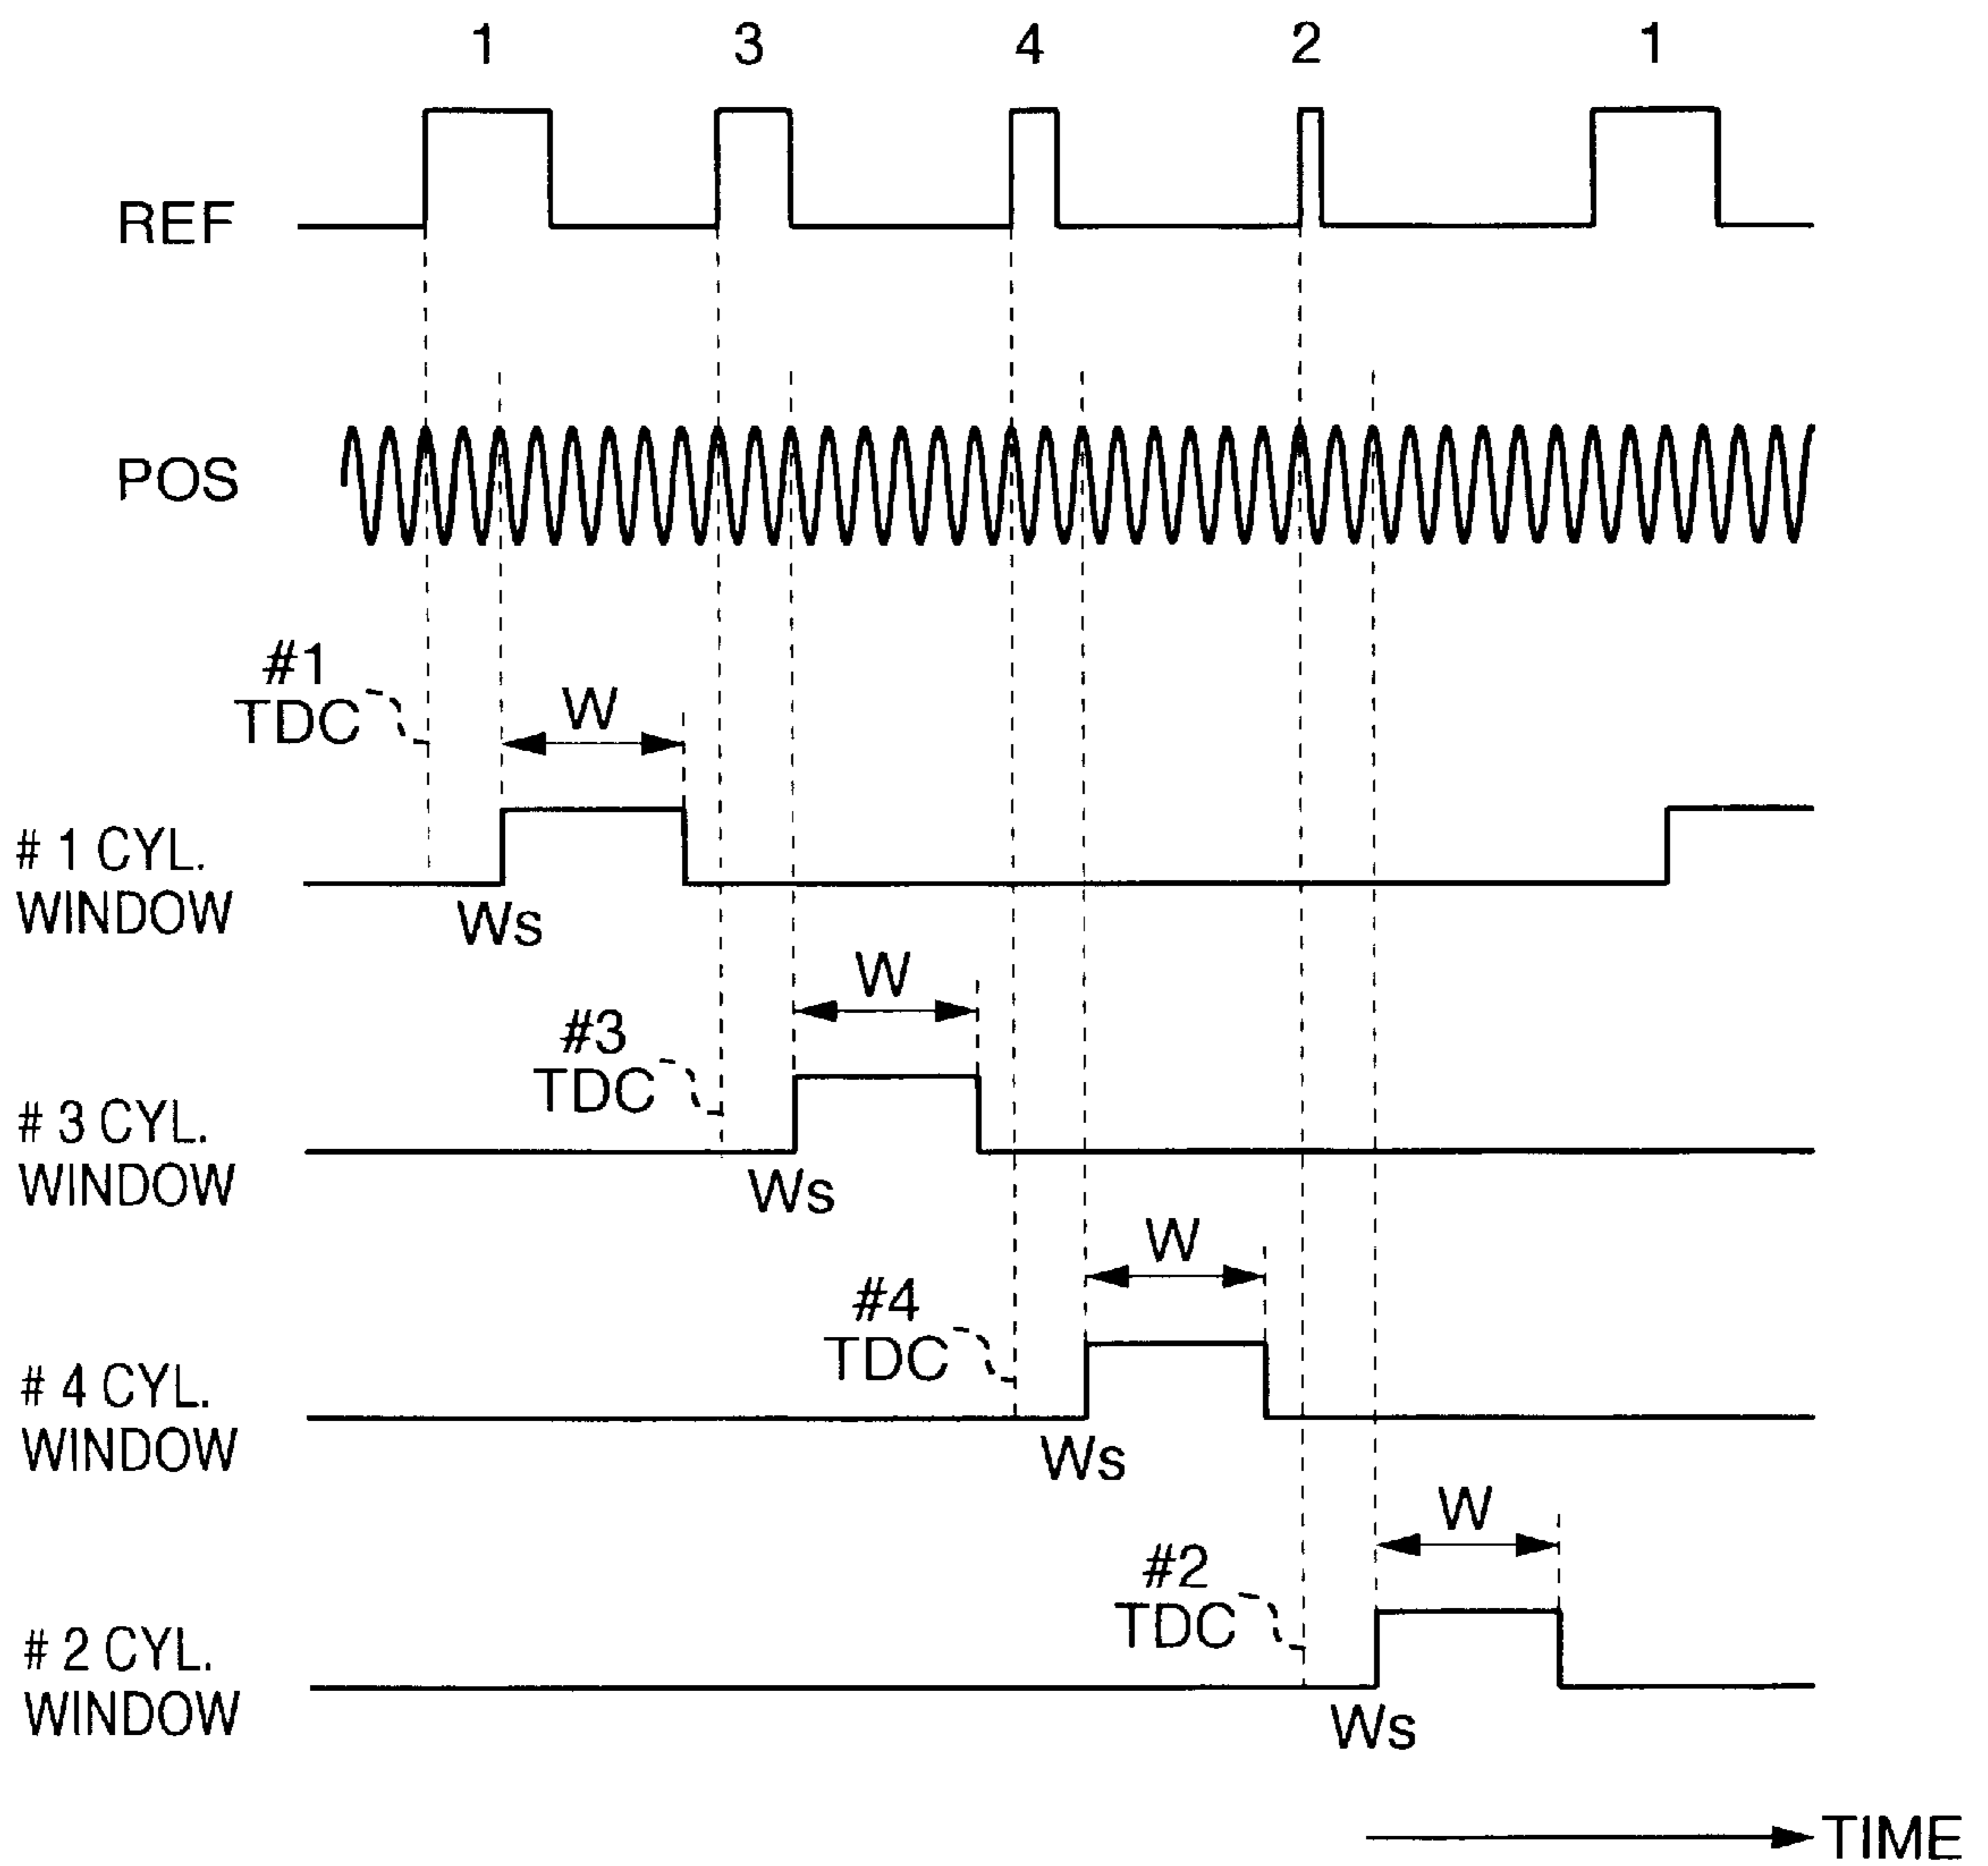 1 3 4 2 1
REF
POS
#1
TDC
W
# 1 CYL.
WINDOW
Ws
W
#3
TDC
# 3 CYL.
WINDOW
Ws
W
#4
TDC
# 4 CYL.
WINDOW
Ws
W
#2
TDC
# 2 CYL.
WINDOW
Ws
TIME